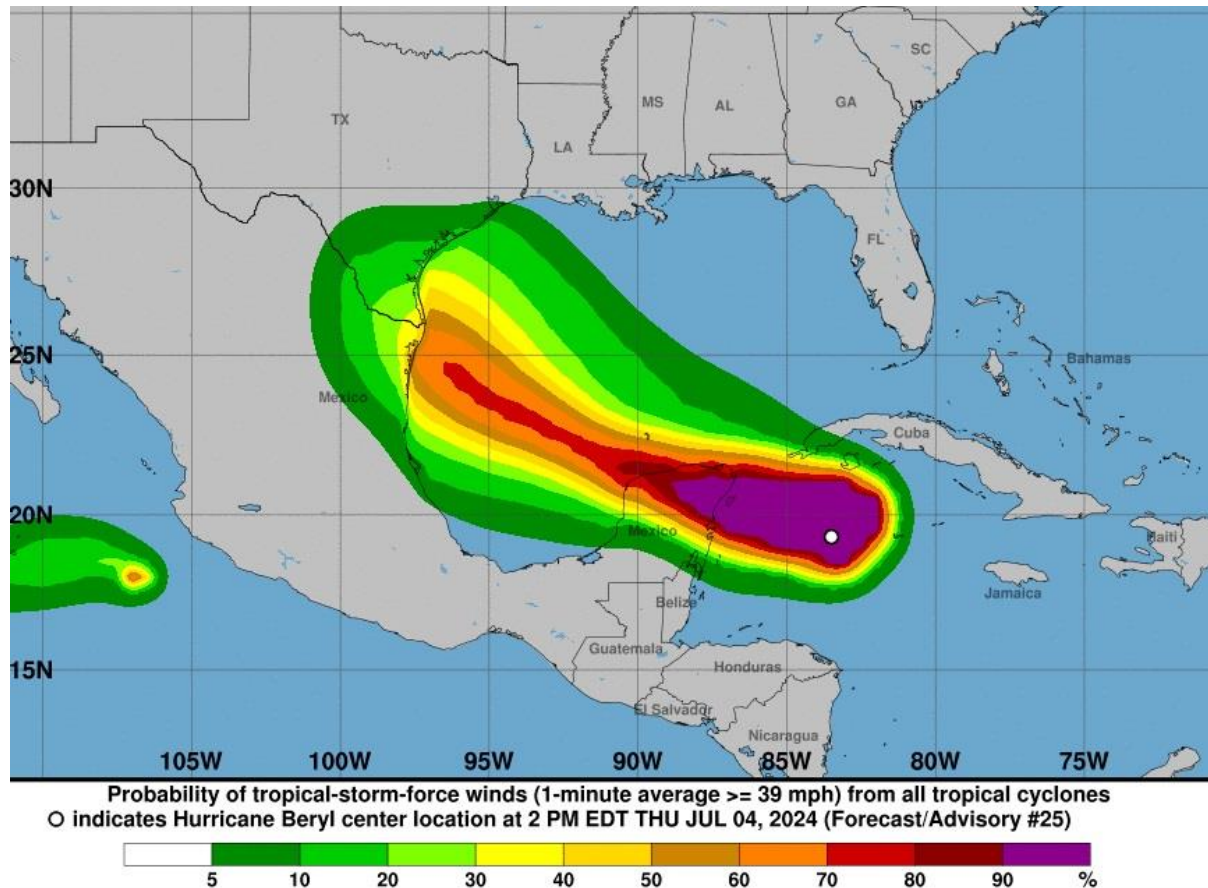 SC
MS
AL
GA
TX
LA
30N
FL
25N
Bahamas
Mexico
Cuba
20N
Mexico
Haiti
Jamaica
Belize
Guatemala
15N
Honduras
El Salvador
Nicaragua
105W 100W 95W 90W 85W 80W 75W
Probability of tropical-storm-force winds (1-minute average >= 39 mph) from all tropical cyclones
O indicates Hurricane Beryl center location at 2 PM EDT THU JUL 04, 2024 (Forecast/Advisory #25)
5 10 20 30 40 50 60 70 80 90 %